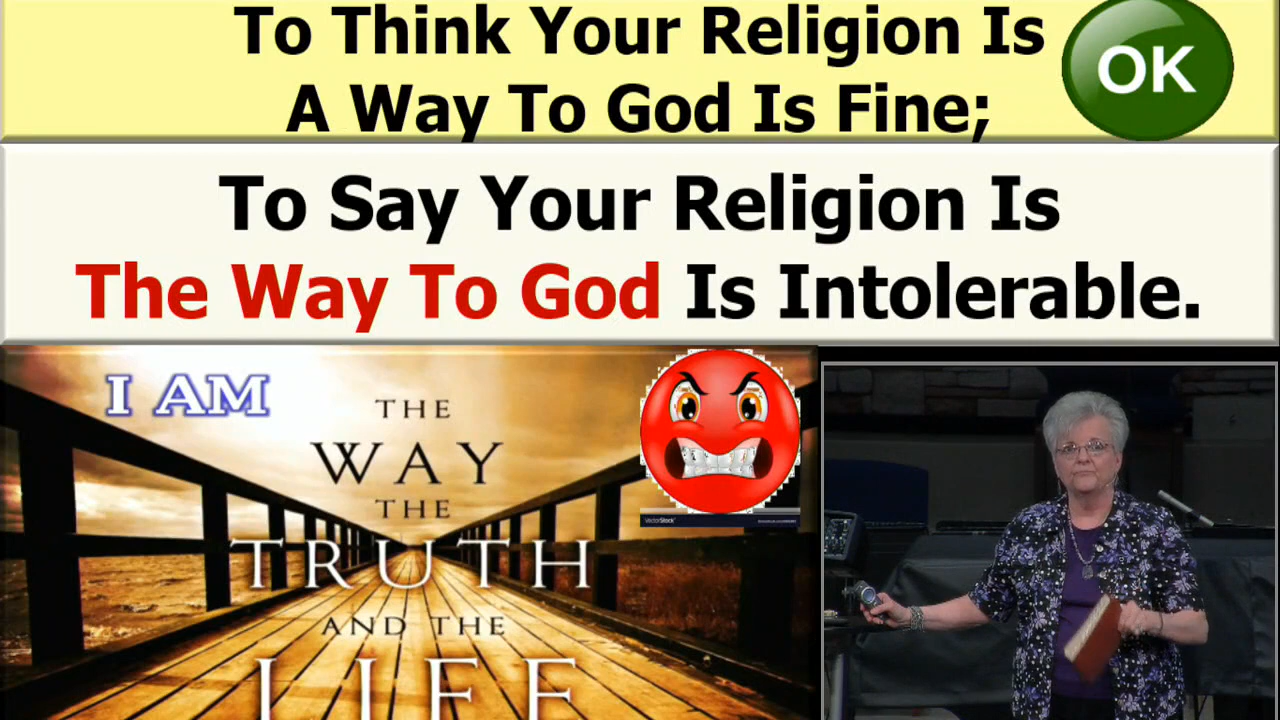 To Think Your Religion Is
A Way To God Is Fine;
OK
To Say Your Religion Is
The Way To God Is Intolerable.
I AM
THE
WAY
THE
TRUTH
AND THE
LIFE
VectorStock